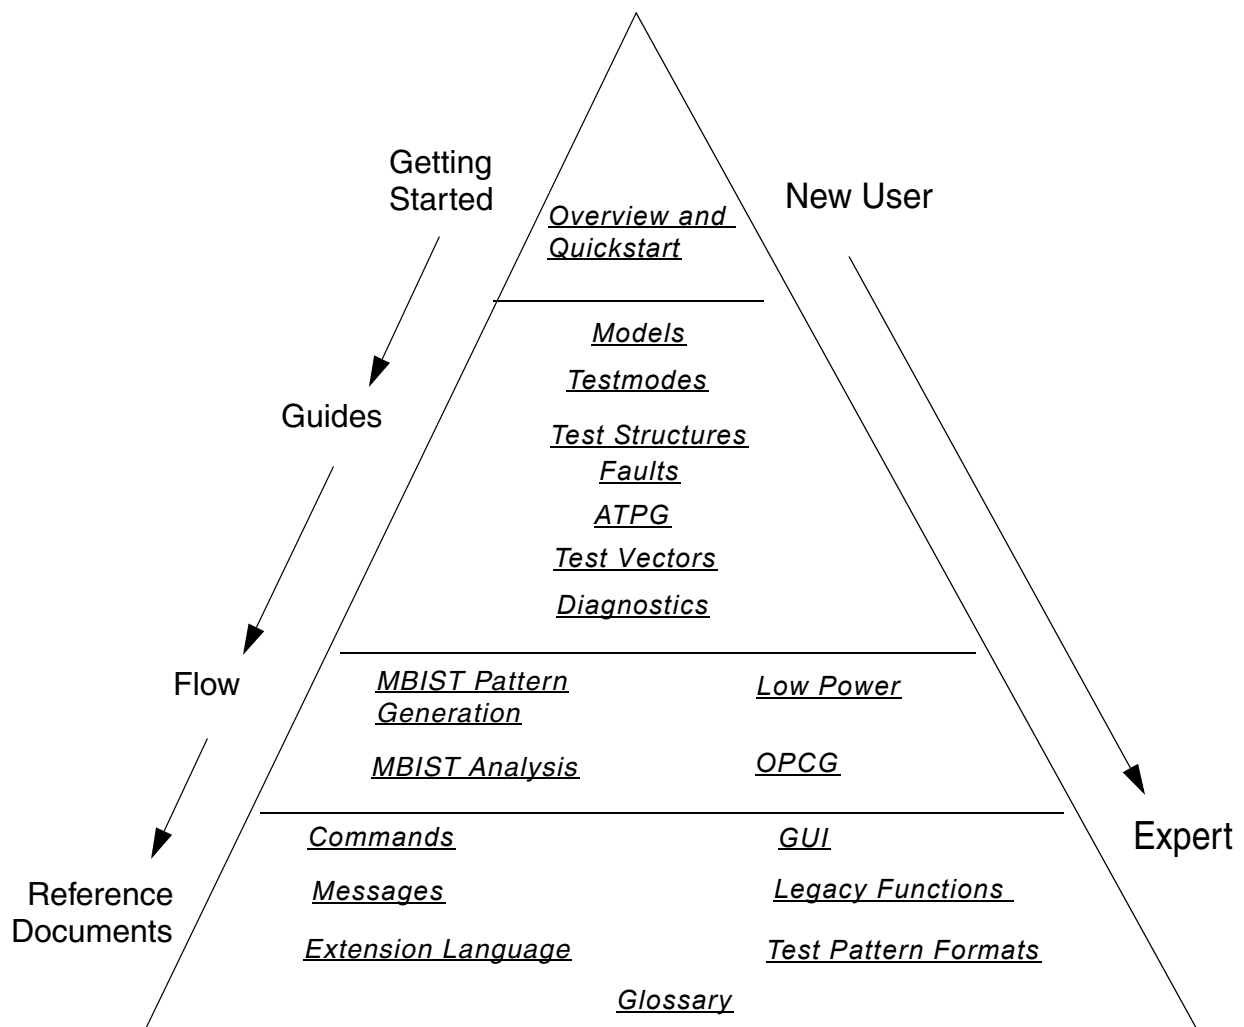 Getting
Started
New User
Overview and
Quickstart
Models
Testmodes
Guides
Test Structures
Faults
ATPG
Test Vectors
Diagnostics
Flow
MBIST Pattern
Generation
Low Power
MBIST Analysis
OPCG
Commands
GUI
Expert
Messages
Legacy Functions
Reference
Documents
Extension Language
Test Pattern Formats
Glossary